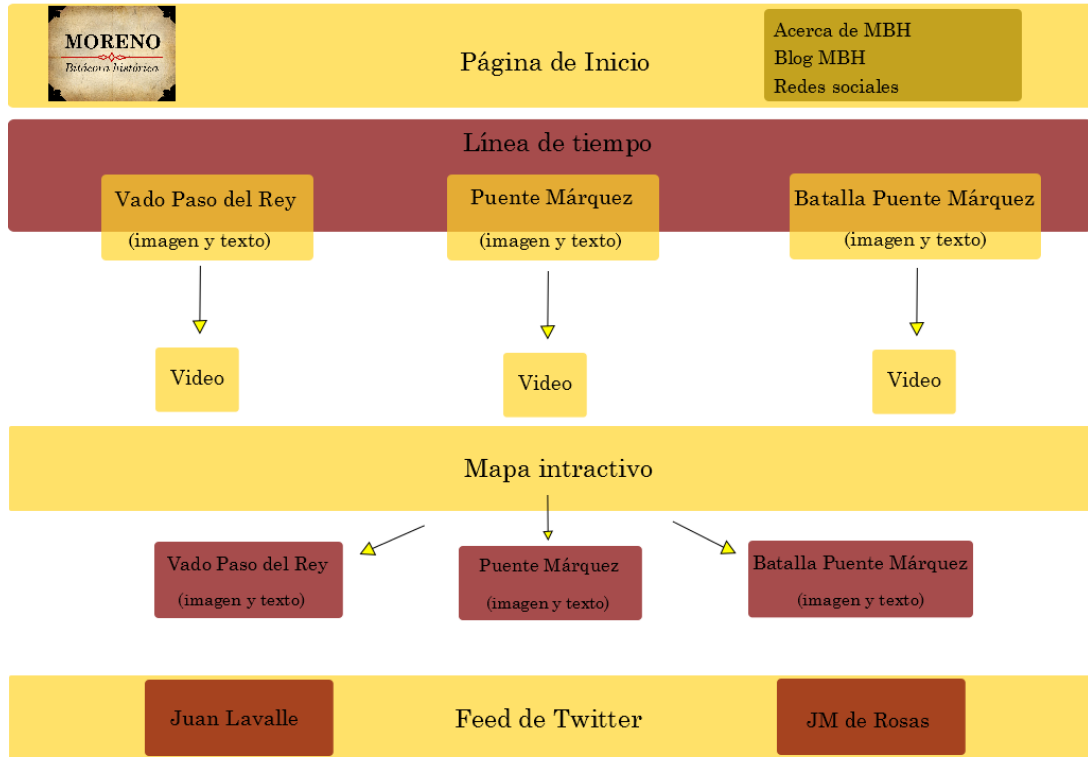 MORENO
Bitácora histórica
Página de Inicio
Acerca de MBH
Blog MBH
Redes sociales
Línea de tiempo
Vado Paso del Rey
(imagen y texto)
Puente Márquez
(imagen y texto)
Batalla Puente Márquez
(imagen y texto)
Video
Video
Video
Mapa intractivo
Vado Paso del Rey
(imagen y texto)
Puente Márquez
(imagen y texto)
Batalla Puente Márquez
(imagen y texto)
Juan Lavalle
Feed de Twitter
JM de Rosas